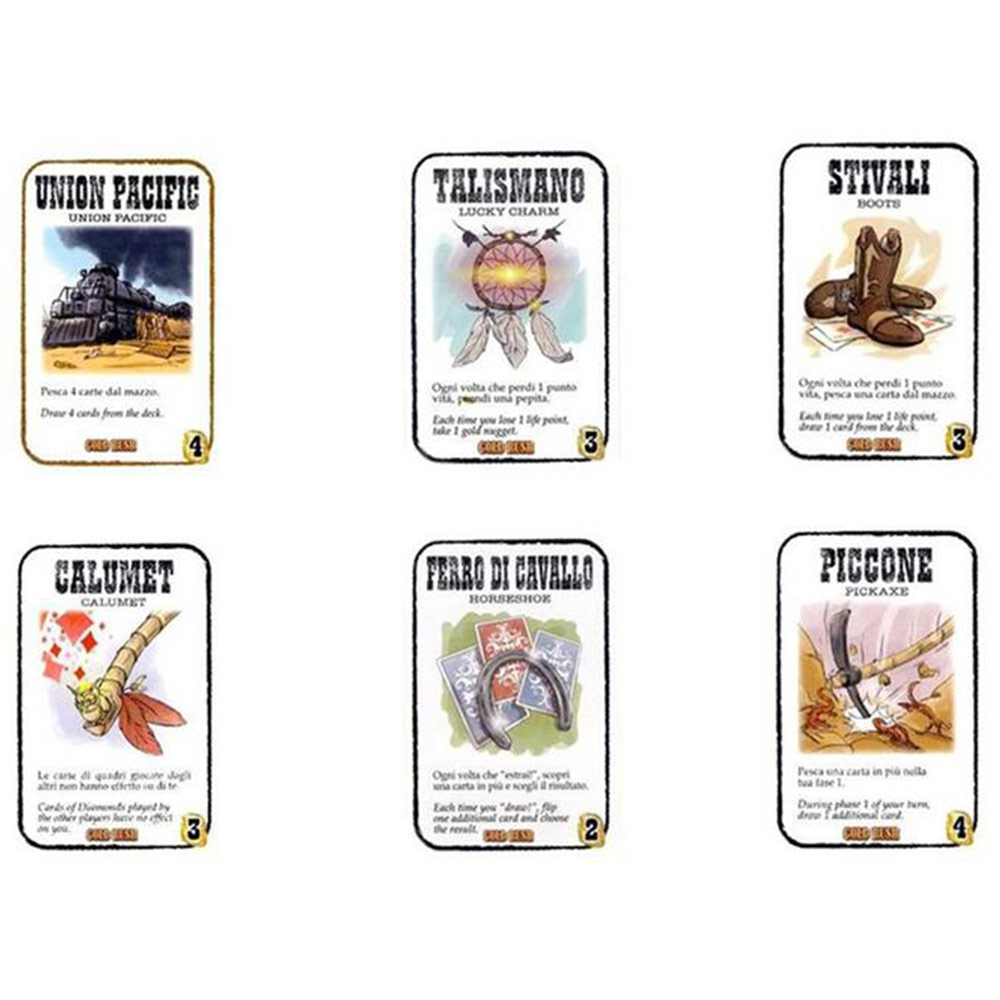 UNION PACIFIC
UNION PACIFIC
Pesca 4 carte dal mazzo.
Draw 4 cards from the deck.
GOLD RUSH
4
TALISMANO
LUCKY CHARM
Ogni volta che perdi 1 punto
vita, prendi una pepita.
Each time you lose 1 life point,
take 1 gold nugget.
GOLD RUSH
3
STIVALI
BOOTS
Ogni volta che perdi 1 punto
vita, pesca una carta dal mazzo.
Each time you lose 1 life point,
draw 1 card from the deck.
GOLD RUSH
3
CALUMET
CALUMET
Le carte di quadri giocate dagli
altri non hanno effetto su di te.
Cards of Diamonds played by
the other players have no effect
on you.
GOLD RUSH
3
FERRO DI CAVALLO
HORSESHOE
Ogni volta che "estrai!", scopri
una carta in più e scegli il risultato.
Each time you "draw!", flip
one additional card and choose
the result.
GOLD RUSH
2
PICCONE
PICKAXE
Pesca una carta in più nella
tua fase 1.
During phase 1 of your turn,
draw 1 additional card.
GOLD RUSH
4